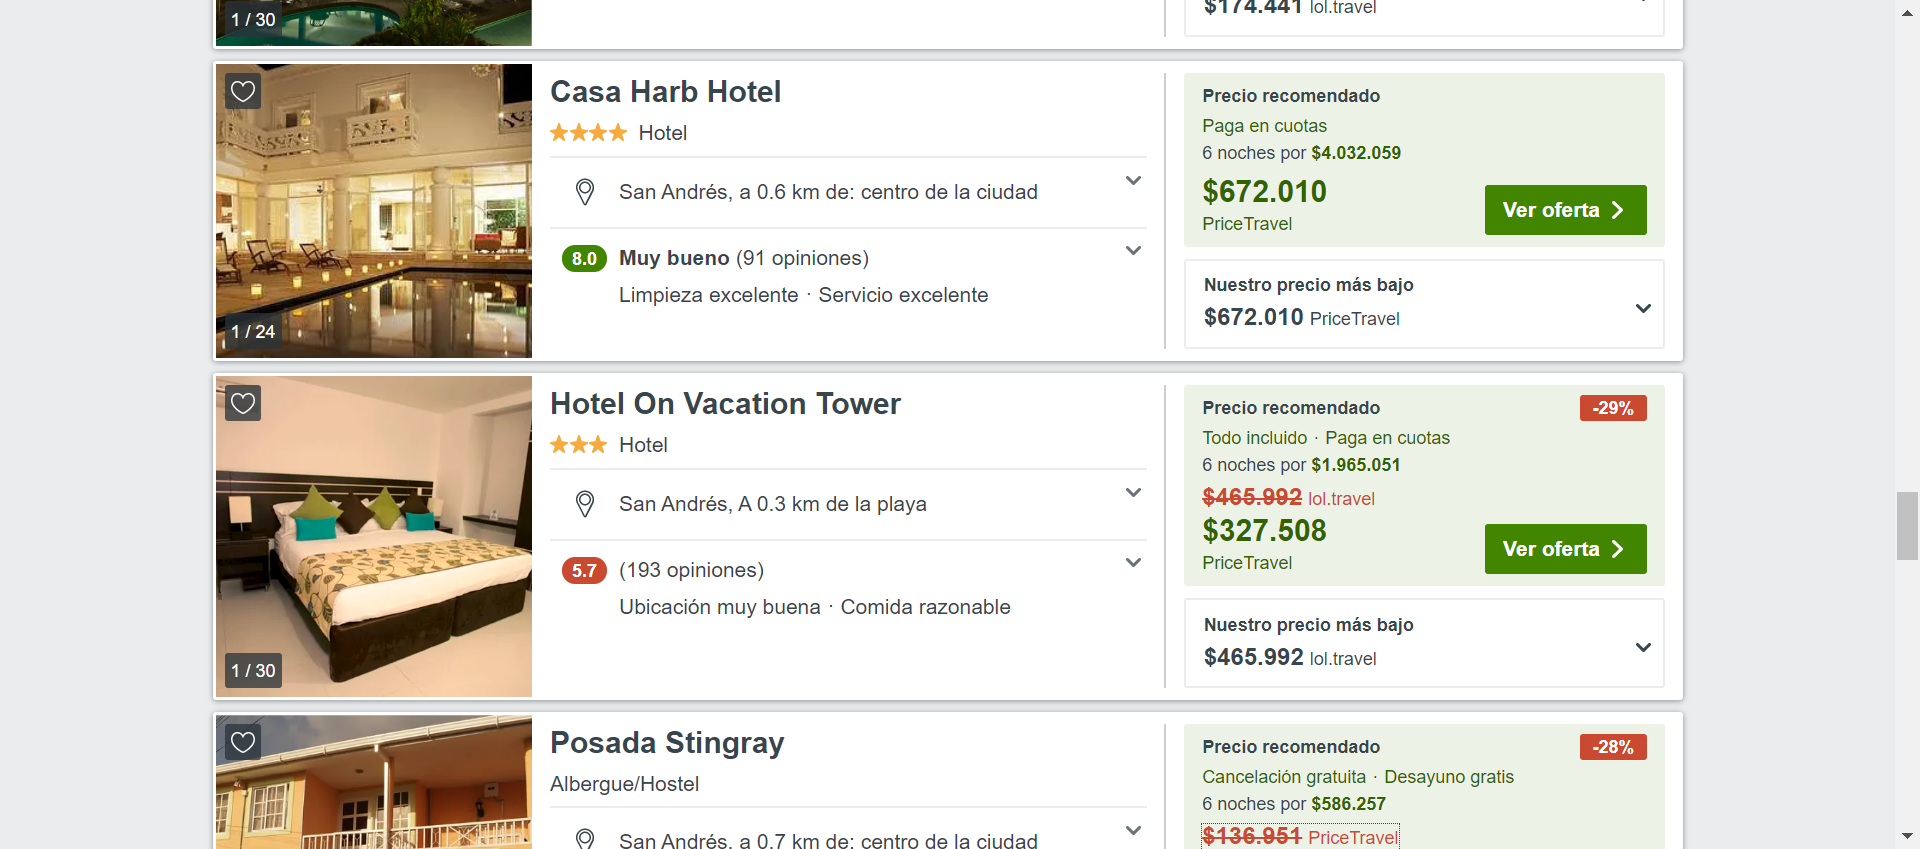 1 / 30
$174.441 lol.travel
Casa Harb Hotel
Hotel
San Andrés, a 0.6 km de: centro de la ciudad
8.0 Muy bueno (91 opiniones)
Limpieza excelente · Servicio excelente
1 / 24
Precio recomendado
Paga en cuotas
6 noches por $4.032.059
$672.010
PriceTravel
Ver oferta
Nuestro precio más bajo
$672.010 PriceTravel
Hotel On Vacation Tower
Hotel
San Andrés, A 0.3 km de la playa
5.7 (193 opiniones)
Ubicación muy buena · Comida razonable
1 / 30
Precio recomendado
-29%
Todo incluido · Paga en cuotas
6 noches por $1.965.051
$465.992 lol.travel
$327.508
PriceTravel
Ver oferta
Nuestro precio más bajo
$465.992 lol.travel
Posada Stingray
Albergue/Hostel
San Andrés, a 0.7 km de: centro de la ciudad
Precio recomendado
-28%
Cancelación gratuita · Desayuno gratis
6 noches por $586.257
$136.951 PriceTravel